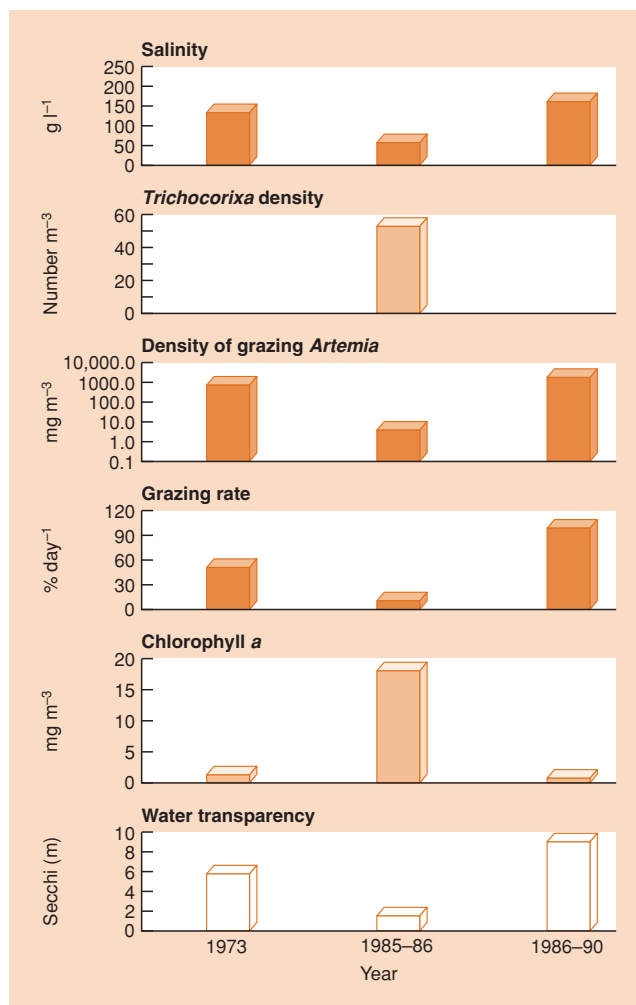 Salinity
250
200
150
100
50
0
g l⁻¹
Trichocorixa density
60
40
20
0
Number m⁻³
Density of grazing Artemia
10,000.0
1000.0
100.0
10.0
1.0
0.1
mg m⁻³
Grazing rate
120
90
60
30
0
% day⁻¹
Chlorophyll a
20
15
10
5
0
mg m⁻³
Water transparency
10
8
6
4
2
0
Secchi (m)
1973 1985–86 1986–90
Year